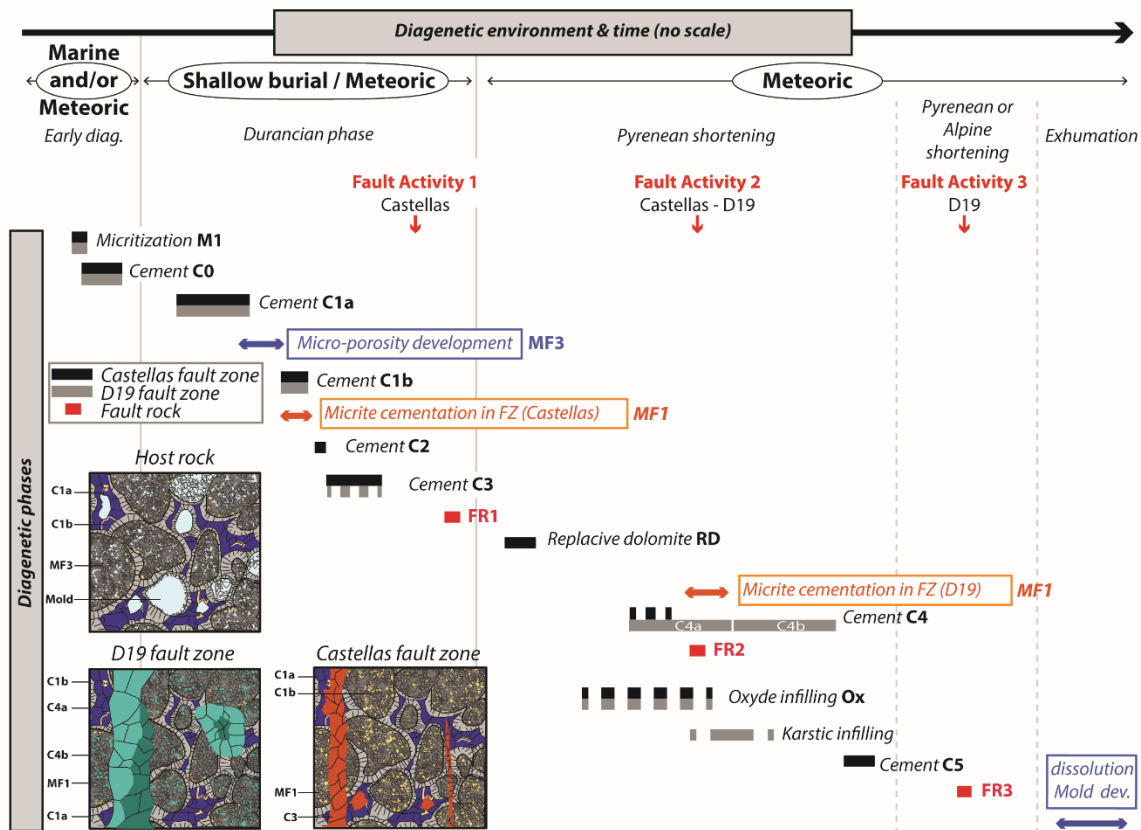 Diagenetic environment & time (no scale)
Marine
and/or
Meteoric
Shallow burial / Meteoric
Meteoric
Early diag.
Durancian phase
Pyrenean shortening
Pyrenean or
Alpine
shortening
Exhumation
Fault Activity 1
Castellas
Fault Activity 2
Castellas - D19
Fault Activity 3
D19
Diagenetic phases
Micritization M1
Cement C0
Cement C1a
Micro-porosity development MF3
Castellas fault zone
D19 fault zone
Fault rock
Cement C1b
Micrite cementation in FZ (Castellas) MF1
Cement C2
Cement C3
FR1
Replacive dolomite RD
Micrite cementation in FZ (D19) MF1
C4a C4b Cement C4
FR2
Oxyde infilling Ox
Karstic infilling
Cement C5
FR3
dissolution
Mold dev.
Host rock
C1a
C1b
MF3
Mold
D19 fault zone
C1b
C4a
C4b
MF1
C1a
Castellas fault zone
C1a
C1b
MF1
C3